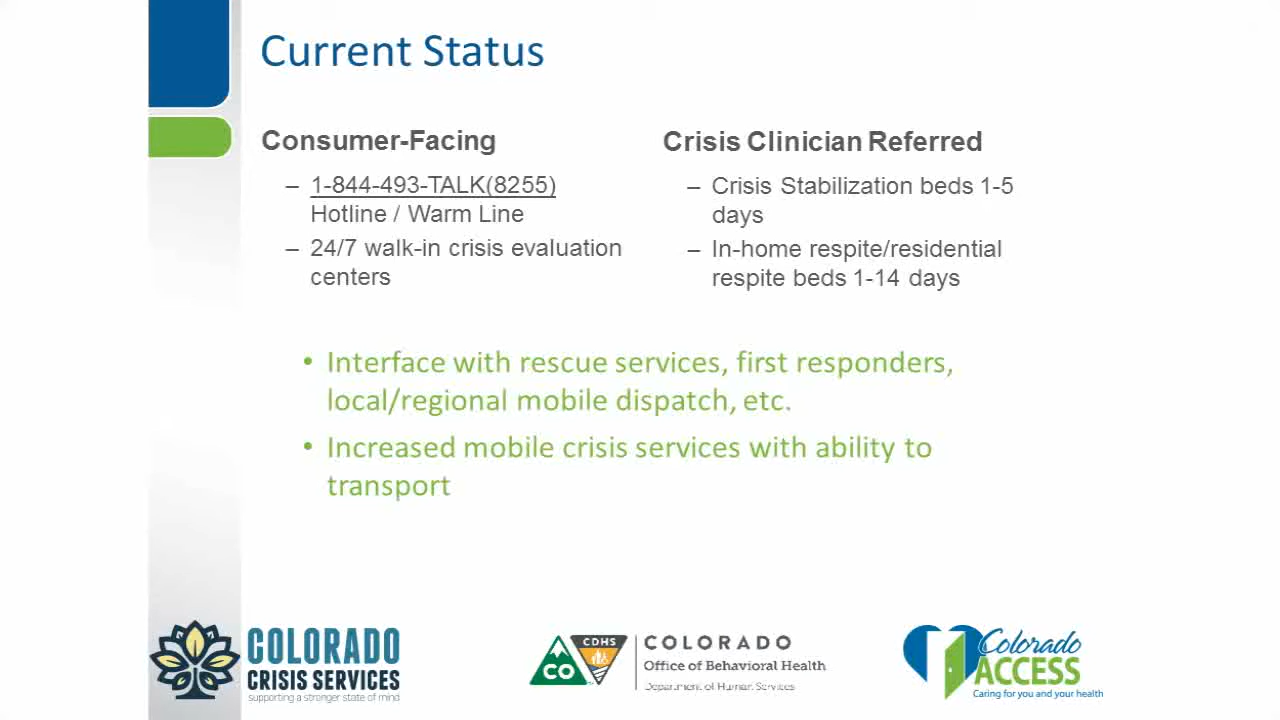 Current Status
Consumer-Facing
– 1-844-493-TALK(8255)
Hotline / Warm Line
– 24/7 walk-in crisis evaluation
centers
Crisis Clinician Referred
– Crisis Stabilization beds 1-5
days
– In-home respite/residential
respite beds 1-14 days
• Interface with rescue services, first responders,
local/regional mobile dispatch, etc.
• Increased mobile crisis services with ability to
transport
COLORADO
CRISIS SERVICES
supporting a stronger state of mind
CO
CDHS
COLORADO
Office of Behavioral Health
Department of Human Services
Colorado
ACCESS
Caring for you and your health